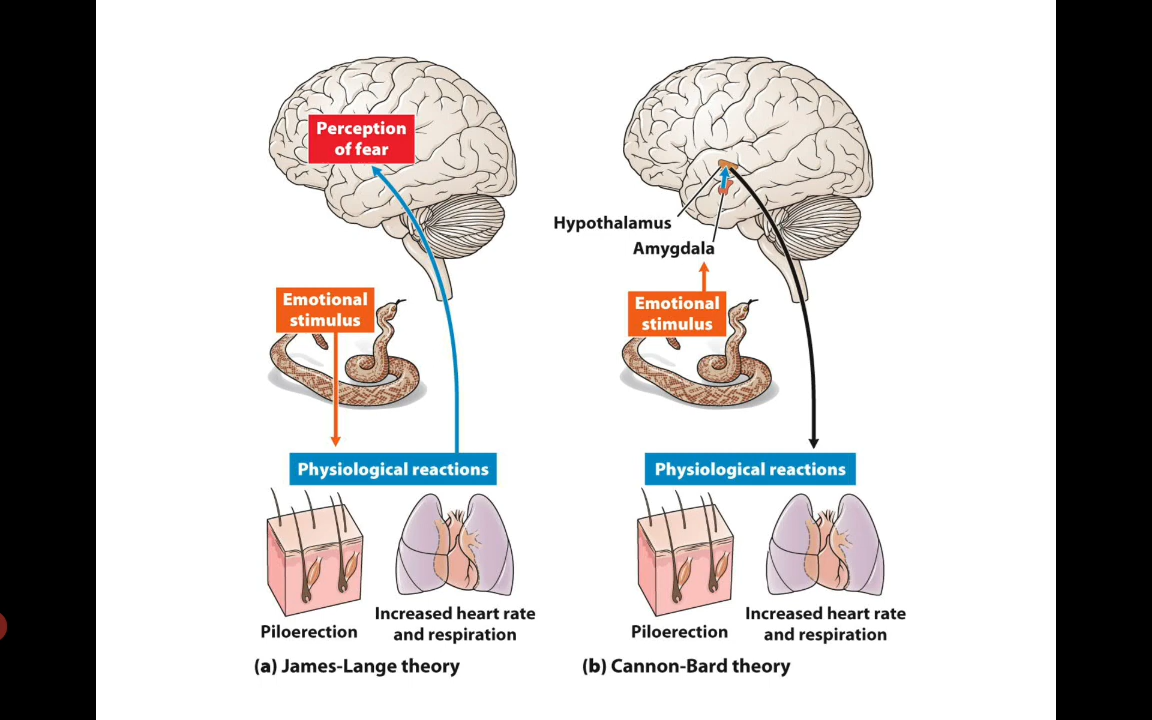 Perception
of fear
Emotional
stimulus
Physiological reactions
Piloerection
Increased heart rate
and respiration
(a) James-Lange theory
Hypothalamus
Amygdala
Emotional
stimulus
Physiological reactions
Piloerection
Increased heart rate
and respiration
(b) Cannon-Bard theory